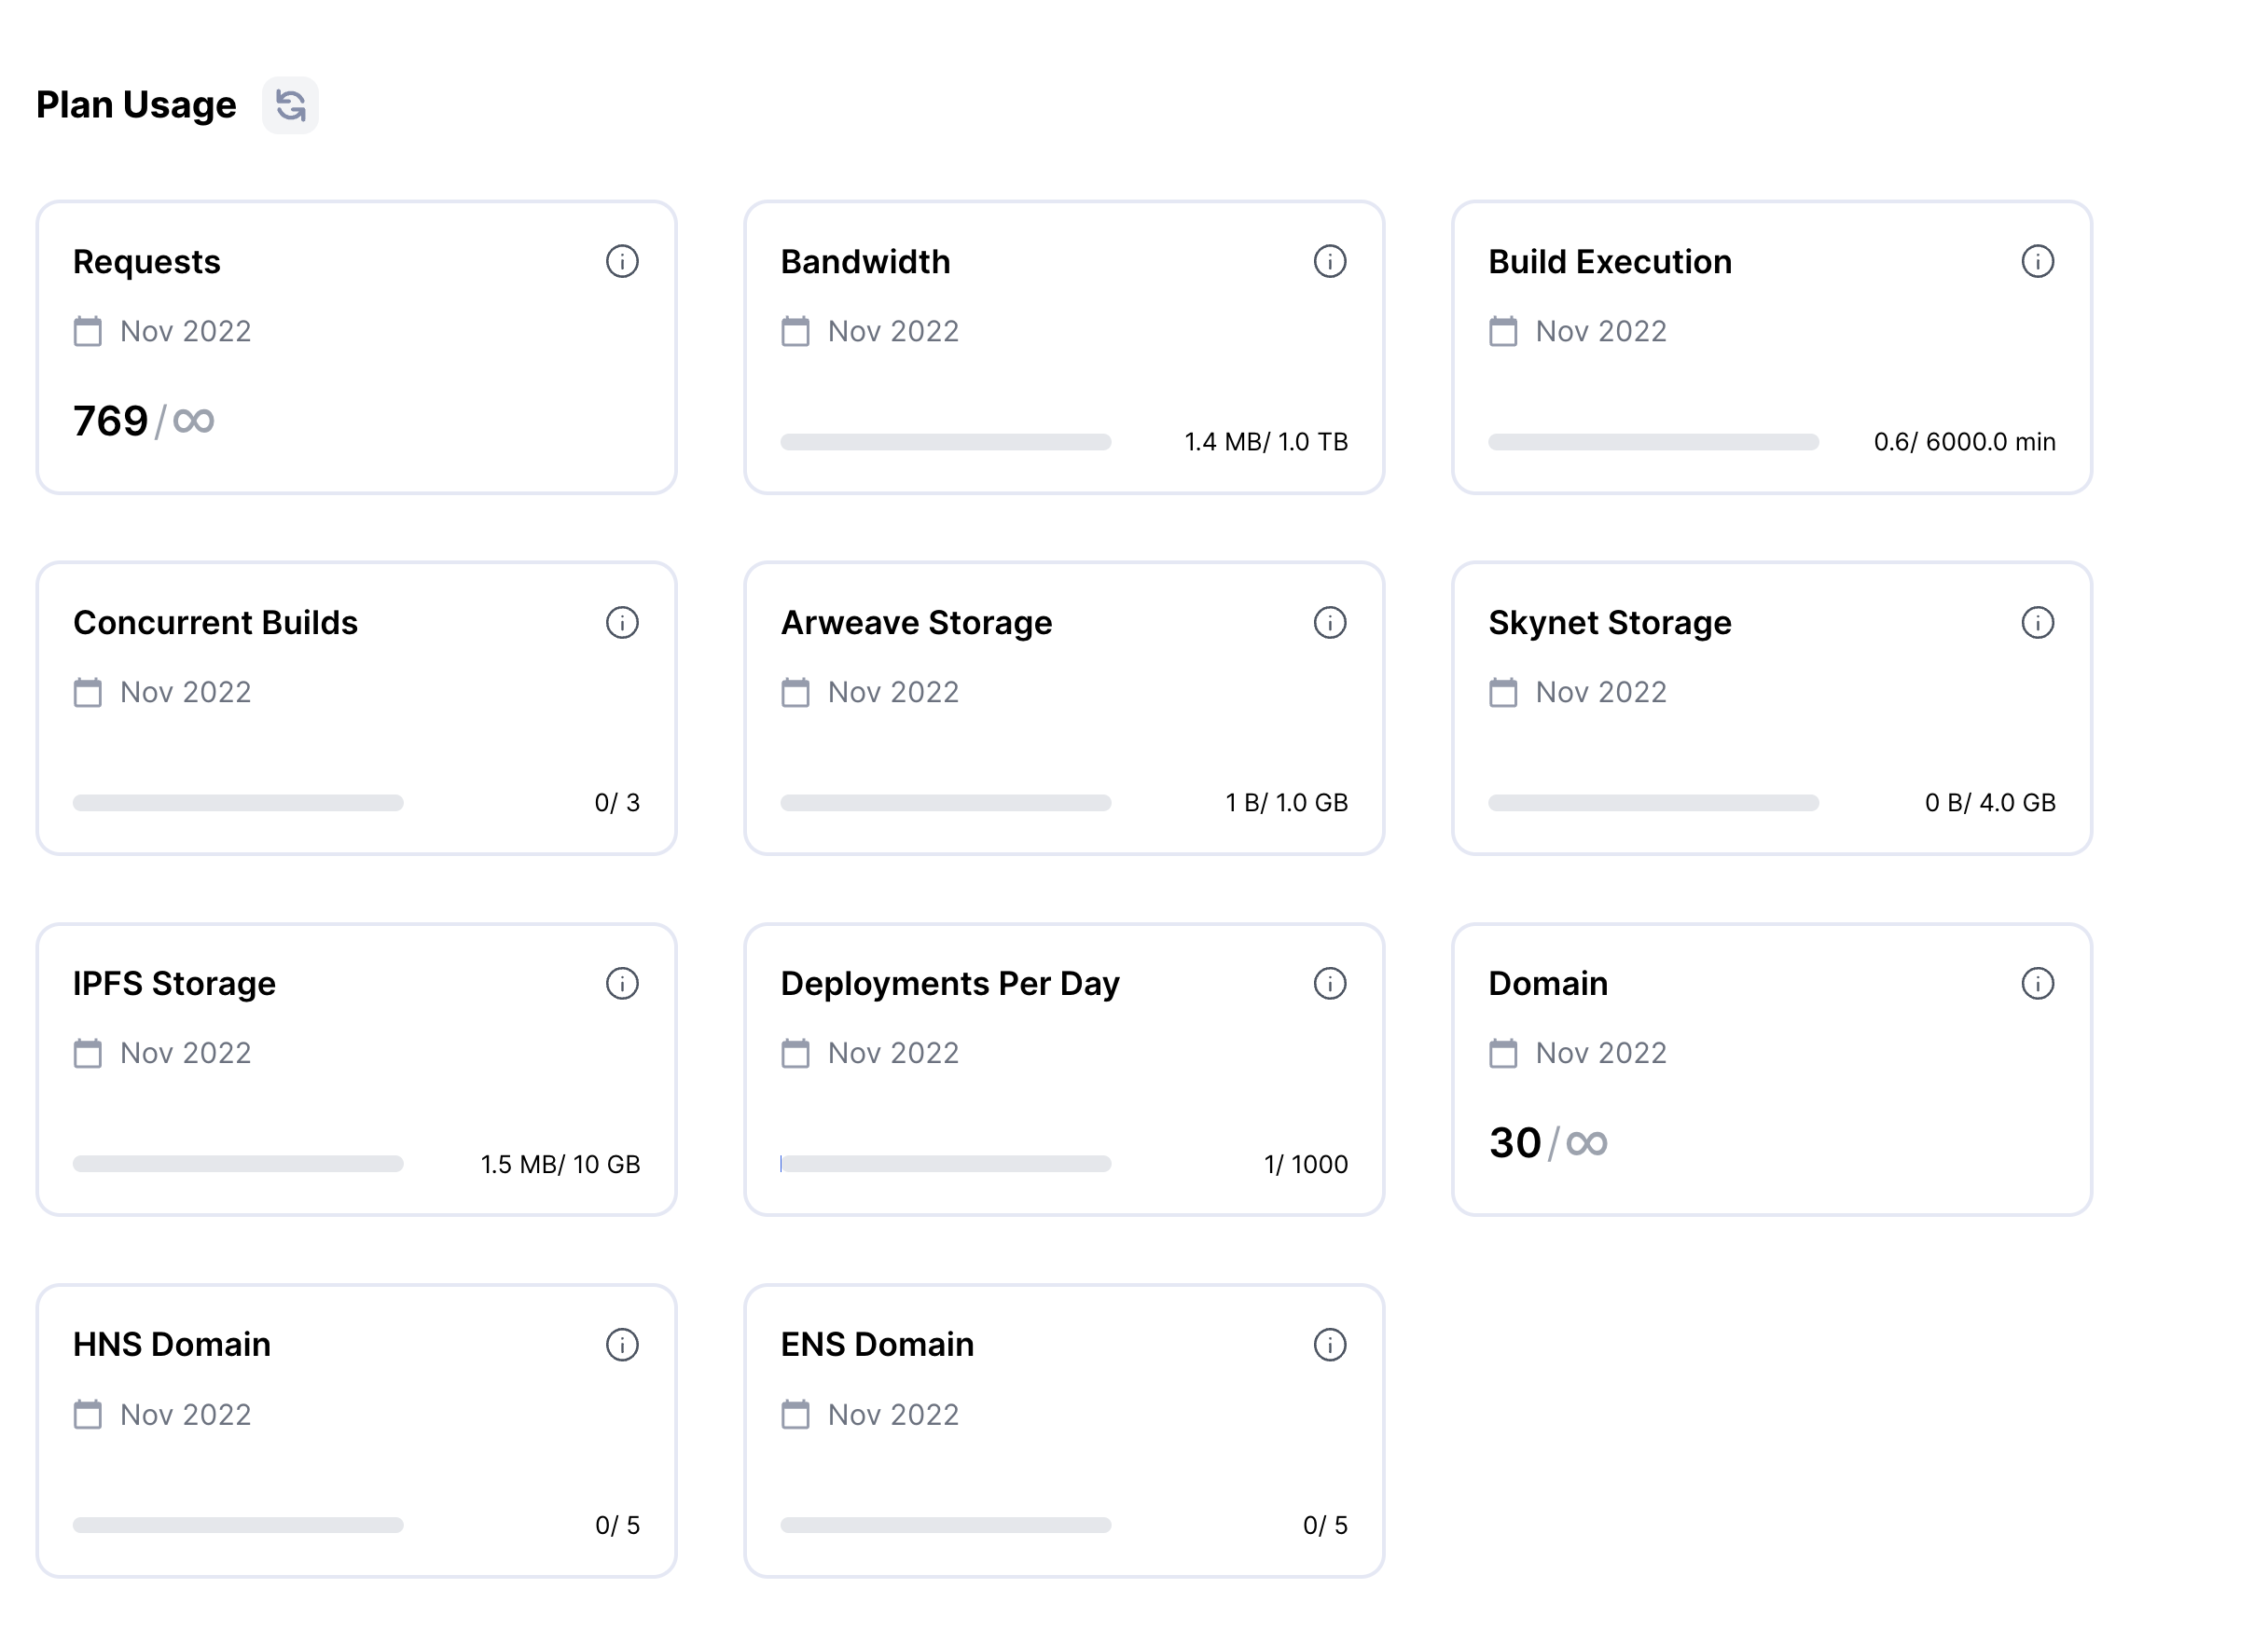 Plan Usage
Requests
Nov 2022
769/∞
Bandwidth
Nov 2022
1.4 MB/ 1.0 TB
Build Execution
Nov 2022
0.6/ 6000.0 min
Concurrent Builds
Nov 2022
0/ 3
Arweave Storage
Nov 2022
1 B/ 1.0 GB
Skynet Storage
Nov 2022
0 B/ 4.0 GB
IPFS Storage
Nov 2022
1.5 MB/ 10 GB
Deployments Per Day
Nov 2022
1/ 1000
Domain
Nov 2022
30/∞
HNS Domain
Nov 2022
0/ 5
ENS Domain
Nov 2022
0/ 5